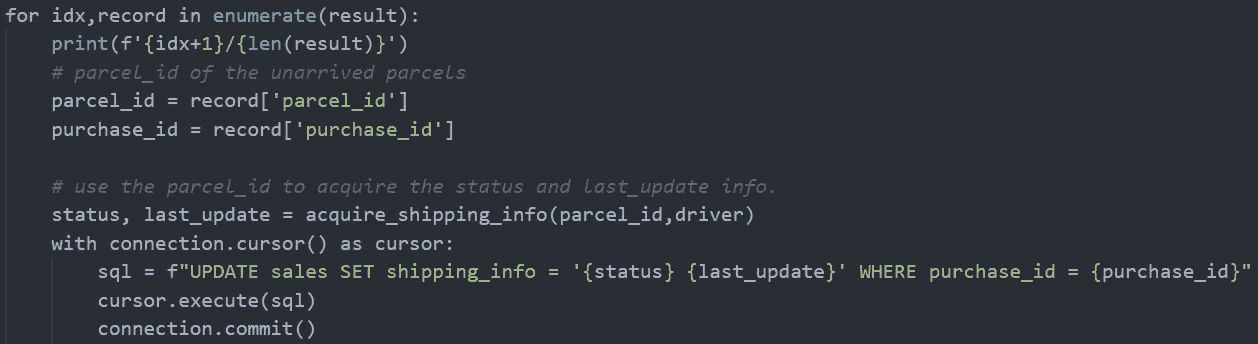 for idx,record in enumerate(result):
    print(f'{idx+1}/{len(result)}')
    # parcel_id of the unarrived parcels
    parcel_id = record['parcel_id']
    purchase_id = record['purchase_id']

    # use the parcel_id to acquire the status and last_update info.
    status, last_update = acquire_shipping_info(parcel_id,driver)
    with connection.cursor() as cursor:
        sql = f"UPDATE sales SET shipping_info = '{status} {last_update}' WHERE purchase_id = {purchase_id}"
        cursor.execute(sql)
        connection.commit()